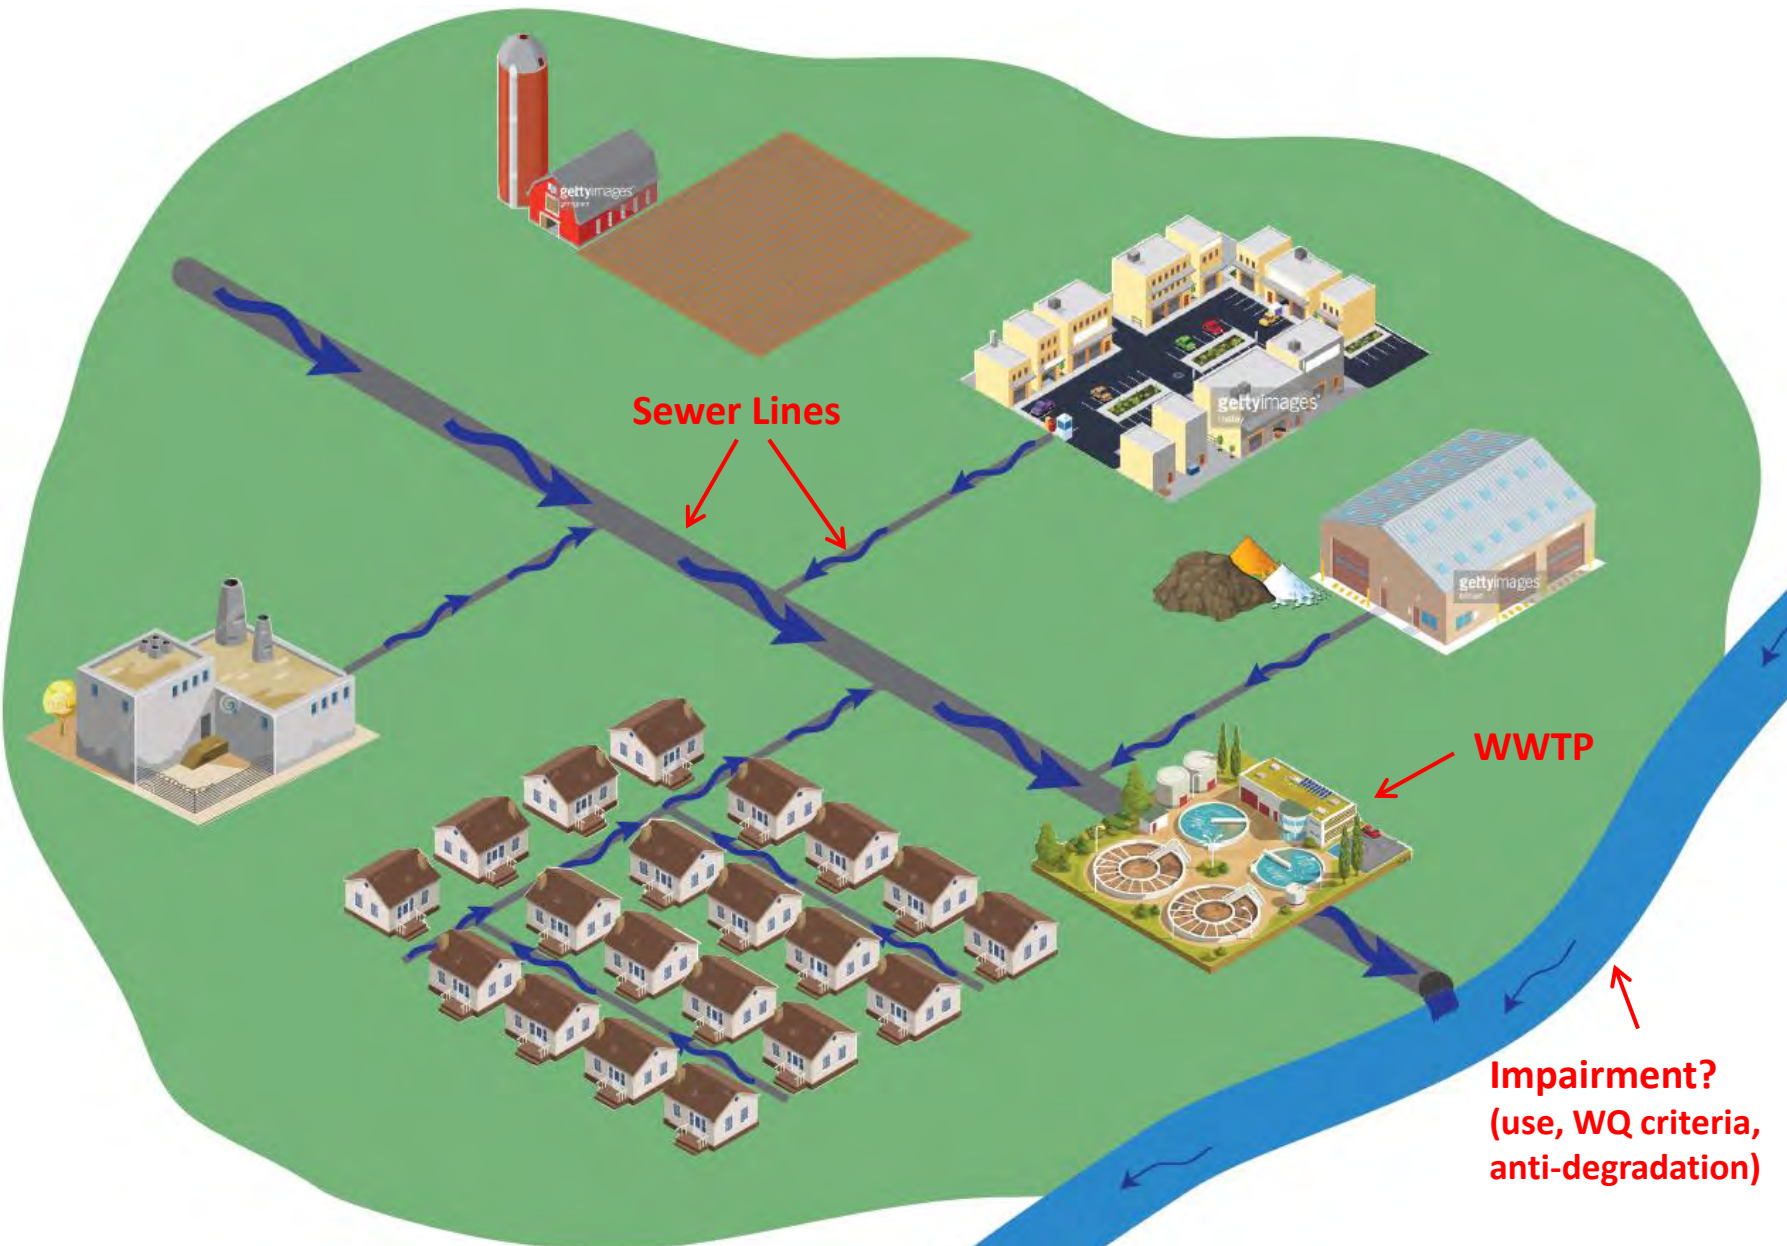 gettyimages
Sewer Lines
gettyimages
gettyimages
WWTP
Impairment?
(use, WQ criteria,
anti-degradation)